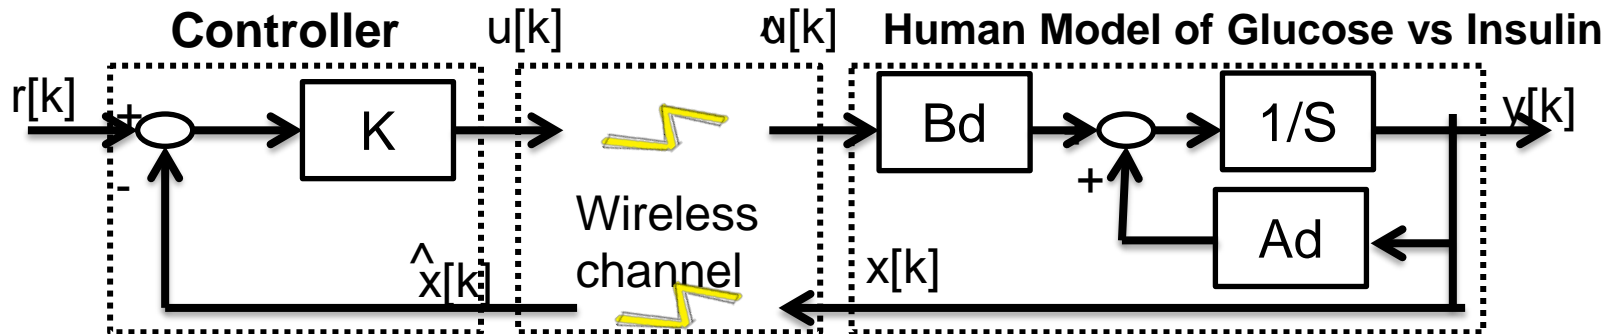 Controller u[k] û[k] Human Model of Glucose vs Insulin
r[k] + K Bd 1/S y[k]
- + Ad
Wireless
channel
x̂[k] x[k]